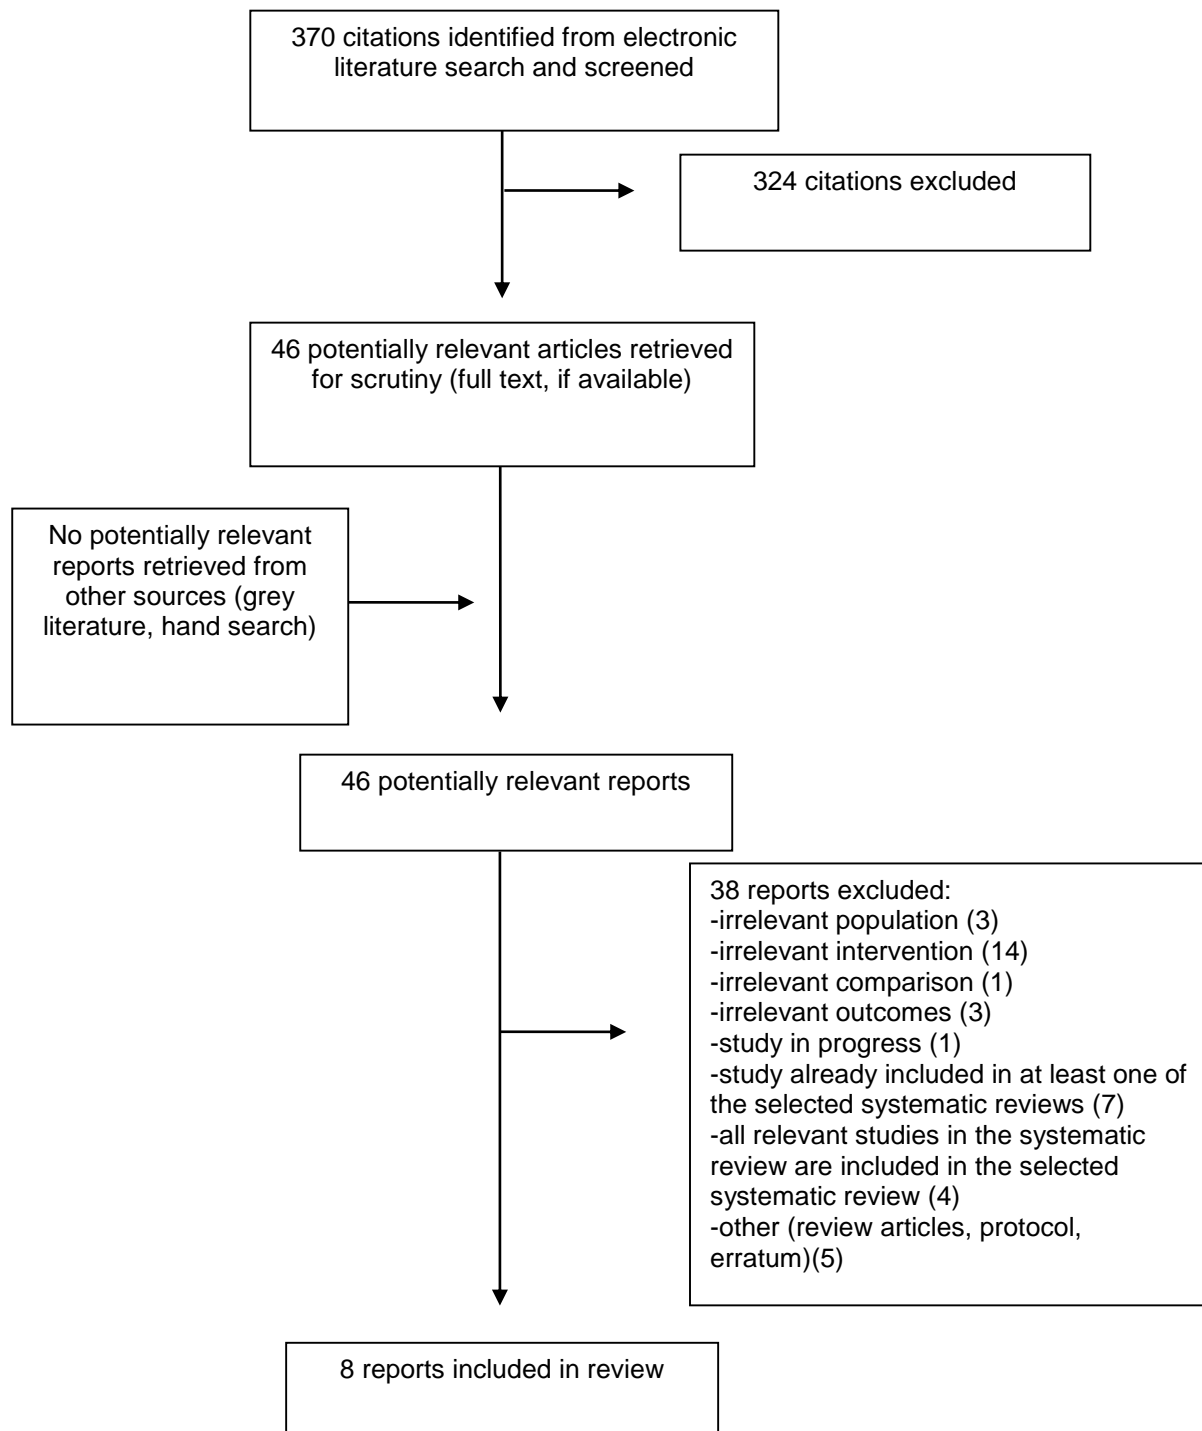 370 citations identified from electronic
literature search and screened
324 citations excluded
46 potentially relevant articles retrieved
for scrutiny (full text, if available)
No potentially relevant
reports retrieved from
other sources (grey
literature, hand search)
46 potentially relevant reports
38 reports excluded:
-irrelevant population (3)
-irrelevant intervention (14)
-irrelevant comparison (1)
-irrelevant outcomes (3)
-study in progress (1)
-study already included in at least one of
the selected systematic reviews (7)
-all relevant studies in the systematic
review are included in the selected
systematic review (4)
-other (review articles, protocol,
erratum)(5)
8 reports included in review